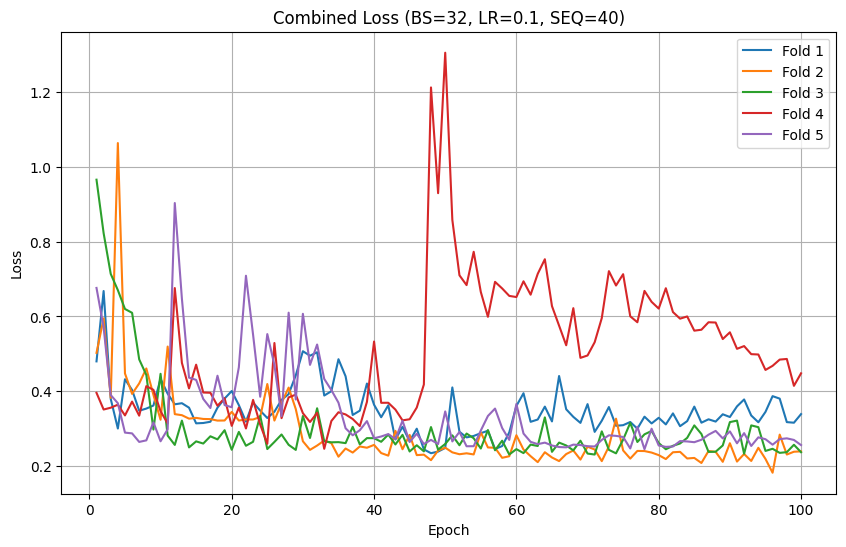 Combined Loss (BS=32, LR=0.1, SEQ=40)
Fold 1
Fold 2
Fold 3
Fold 4
Fold 5
Loss
1.2
1.0
0.8
0.6
0.4
0.2
0
20
40
60
80
100
Epoch